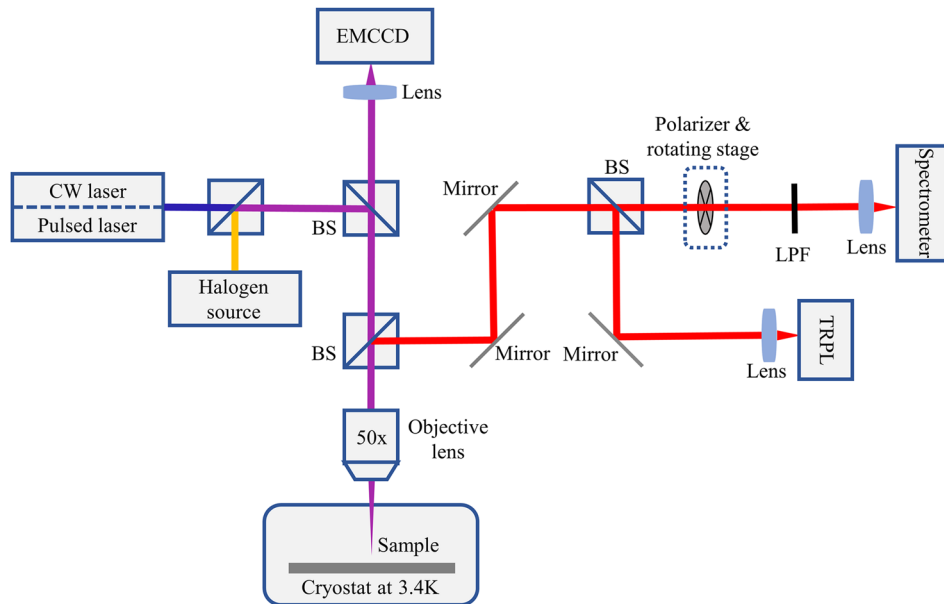 EMCCD
Lens
CW laser
Pulsed laser
BS
Halogen
source
BS
50x
Objective
lens
Sample
Cryostat at 3.4K
Mirror
Mirror
BS
Polarizer &
rotating stage
LPF
Lens
Spectrometer
Mirror
Lens
TRPL